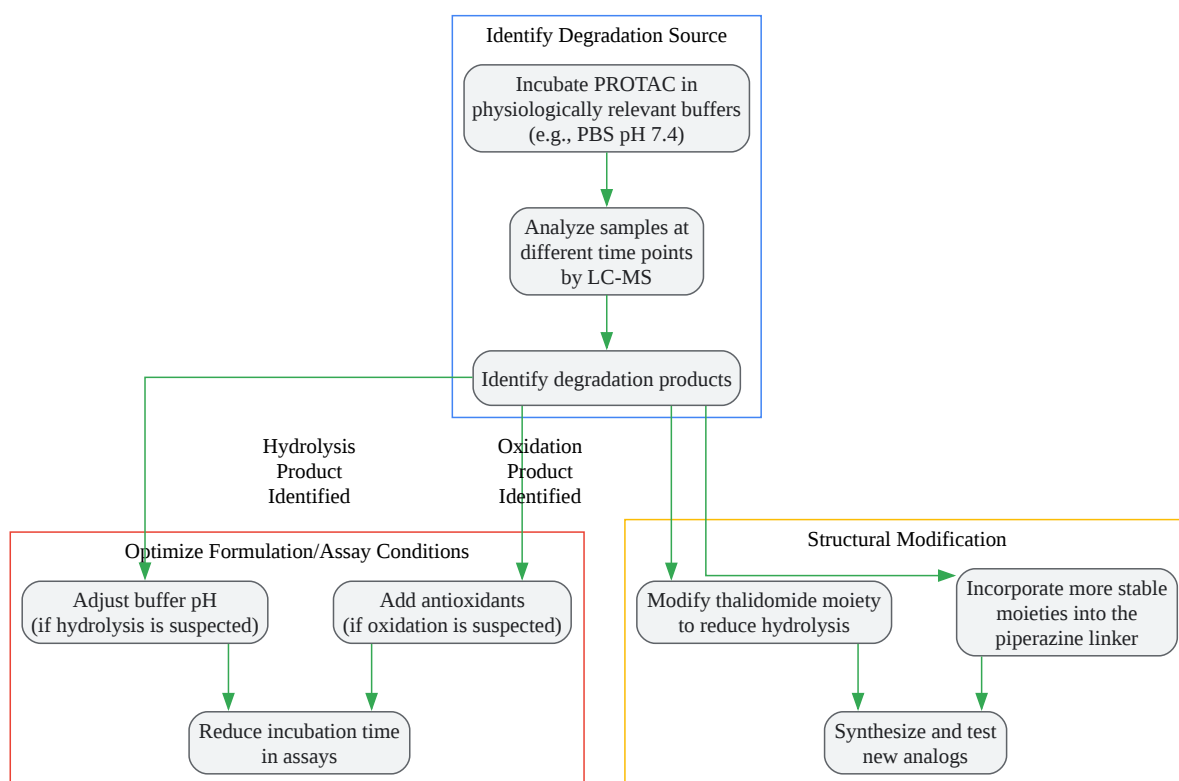 Identify Degradation Source
Incubate PROTAC in
physiologically relevant buffers
(e.g., PBS pH 7.4)
Analyze samples at
different time points
by LC-MS
Identify degradation products
Hydrolysis
Product
Identified
Oxidation
Product
Identified
Optimize Formulation/Assay Conditions
Adjust buffer pH
(if hydrolysis is suspected)
Add antioxidants
(if oxidation is suspected)
Reduce incubation time
in assays
Structural Modification
Modify thalidomide moiety
to reduce hydrolysis
Incorporate more stable
moieties into the
piperazine linker
Synthesize and test
new analogs